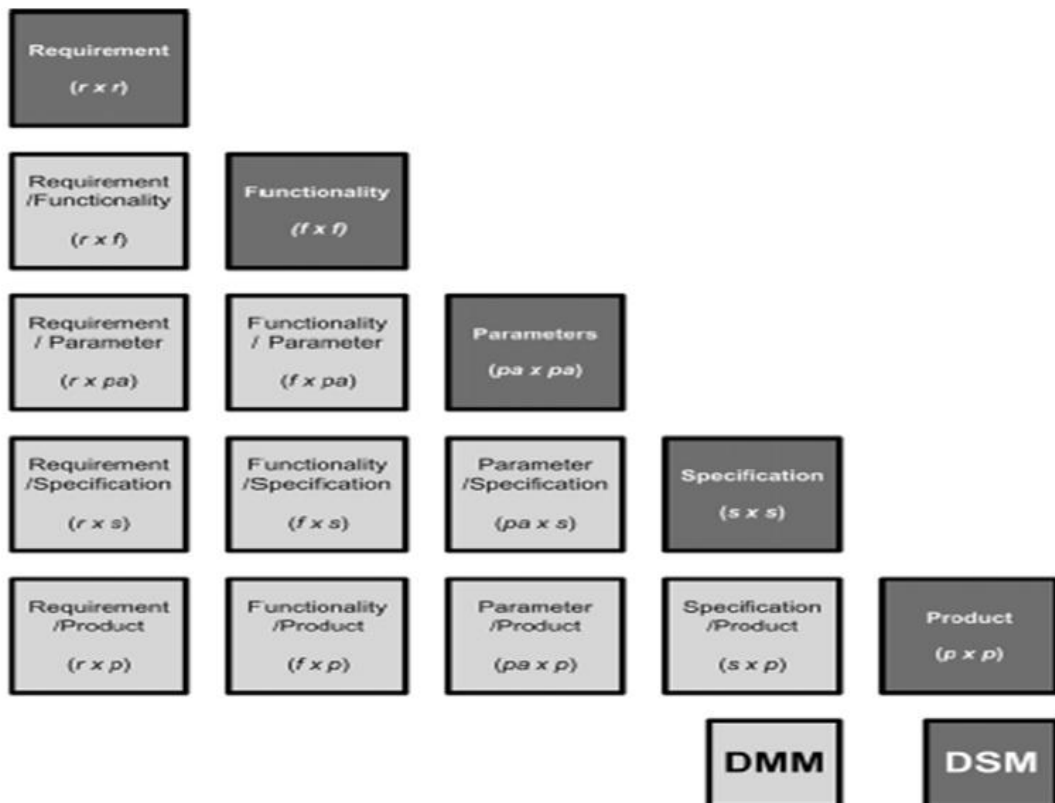 Requirement
(r x r)
Requirement
/Functionality
(r x f)
Functionality
(f x f)
Requirement
/ Parameter
(r x pa)
Functionality
/ Parameter
(f x pa)
Parameters
(pa x pa)
Requirement
/Specification
(r x s)
Functionality
/Specification
(f x s)
Parameter
/Specification
(pa x s)
Specification
(s x s)
Requirement
/Product
(r x p)
Functionality
/Product
(f x p)
Parameter
/Product
(pa x p)
Specification
/Product
(s x p)
Product
(p x p)
DMM
DSM